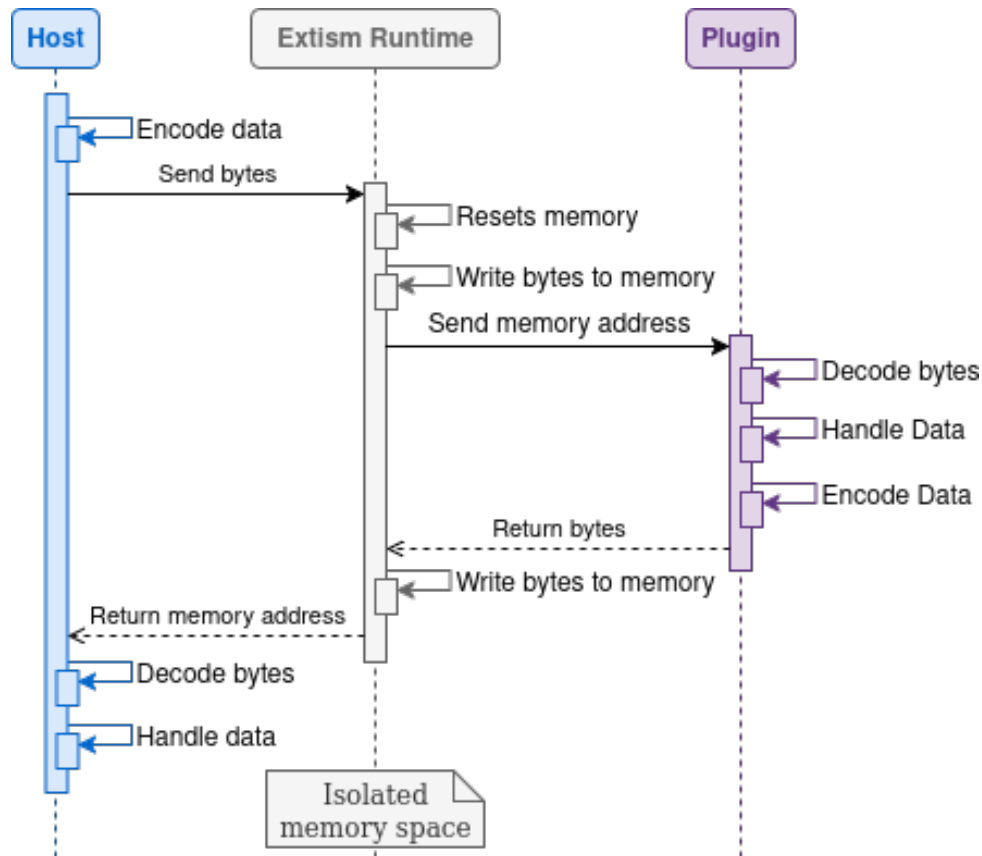 Host
Extism Runtime
Plugin
Encode data
Send bytes
Resets memory
Write bytes to memory
Send memory address
Decode bytes
Handle Data
Encode Data
Return bytes
Write bytes to memory
Return memory address
Decode bytes
Handle data
Isolated
memory space